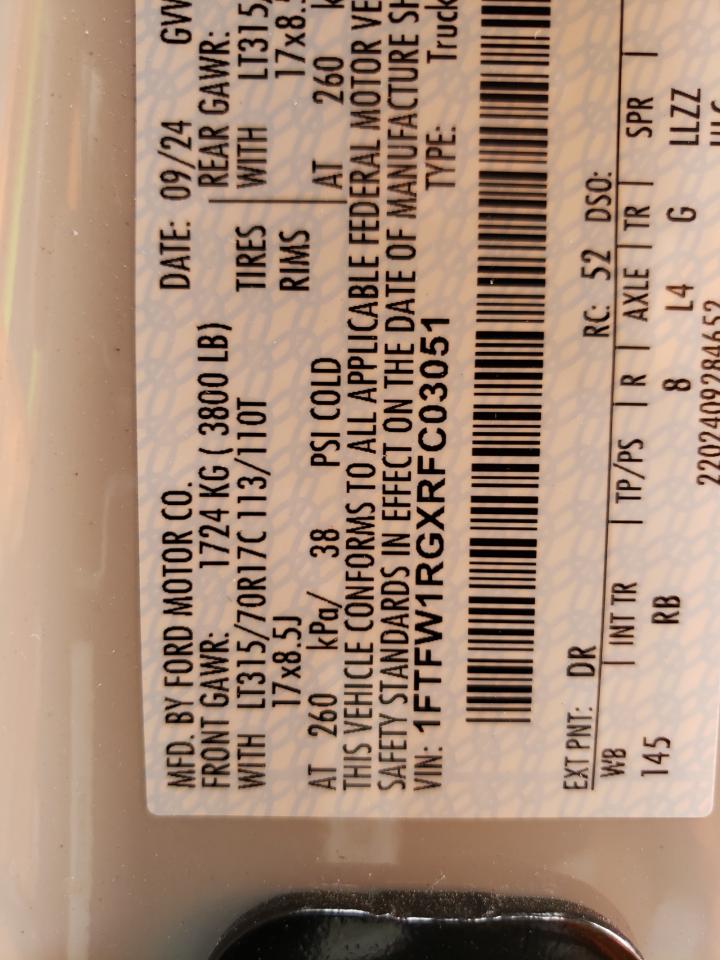 MFD. BY FORD MOTOR CO. DATE: 09/24
FRONT GAWR: 1724 KG ( 3800 LB) REAR GAWR:
WITH LT315/70R17C 113/110T TIRES WITH
17x8.5J RIMS
AT 260 kPa/ 38 PSI COLD AT 260
THIS VEHICLE CONFORMS TO ALL APPLICABLE FEDERAL MOTOR
SAFETY STANDARDS IN EFFECT ON THE DATE OF MANUFACTURE
VIN: 1FTFW1RGXRFC03051 TYPE: Truck
EXT PNT: DR RC: 52 DSO:
WB INT TR TP/PS R AXLE TR SPR
145 RB 8 L4 G LLZZ
2202409284652